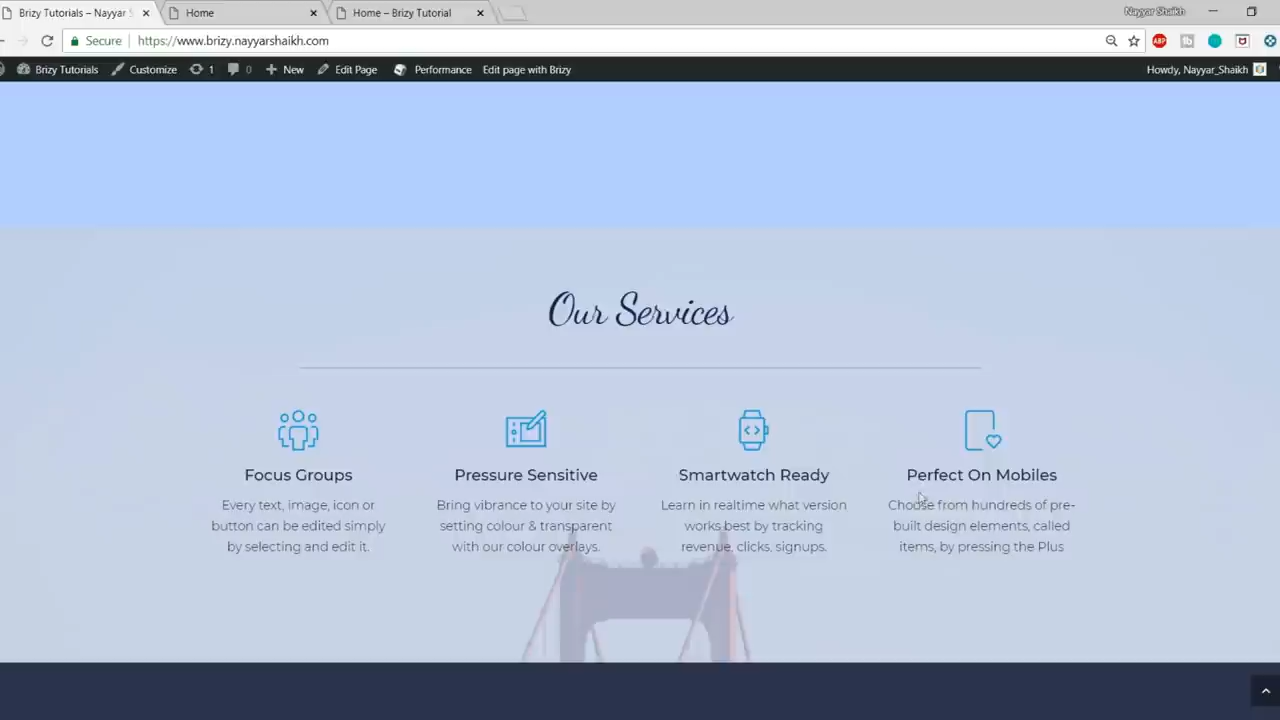 Brizy Tutorials – Nayyar S
Home
Home – Brizy Tutorial
Nayyar Shaikh
Secure
https://www.brizy.nayyarshaikh.com
ABP
Brizy Tutorials
Customize
1
0
New
Edit Page
Performance
Edit page with Brizy
Howdy, Nayyar_Shaikh
Our Services
Focus Groups
Every text, image, icon or
button can be edited simply
by selecting and edit it.
Pressure Sensitive
Bring vibrance to your site by
setting colour & transparent
with our colour overlays.
Smartwatch Ready
Learn in realtime what version
works best by tracking
revenue, clicks, signups.
Perfect On Mobiles
Choose from hundreds of pre-
built design elements, called
items, by pressing the Plus